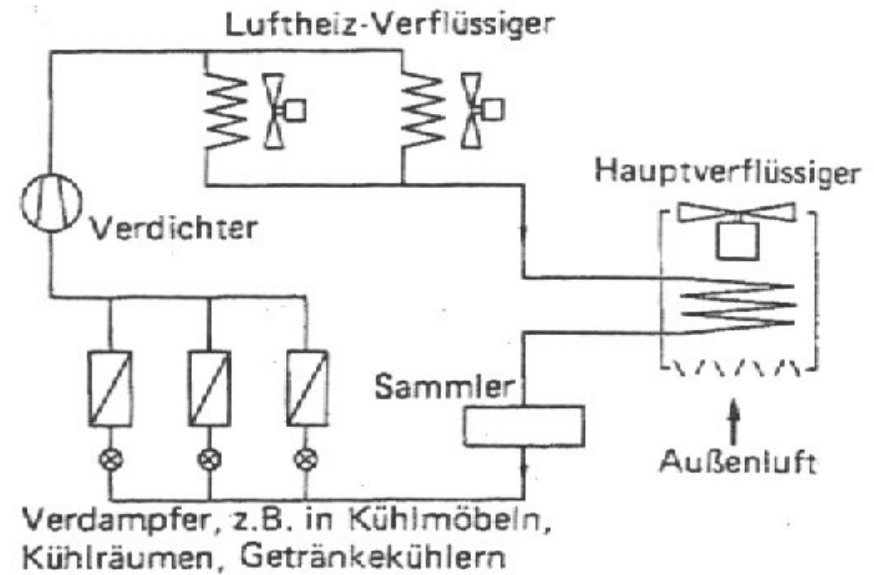 Luftheiz-Verflüssiger
Hauptverflüssiger
Verdichter
Sammler
Außenluft
Verdampfer, z.B. in Kühlmöbeln,
Kühlräumen, Getränkekühlern